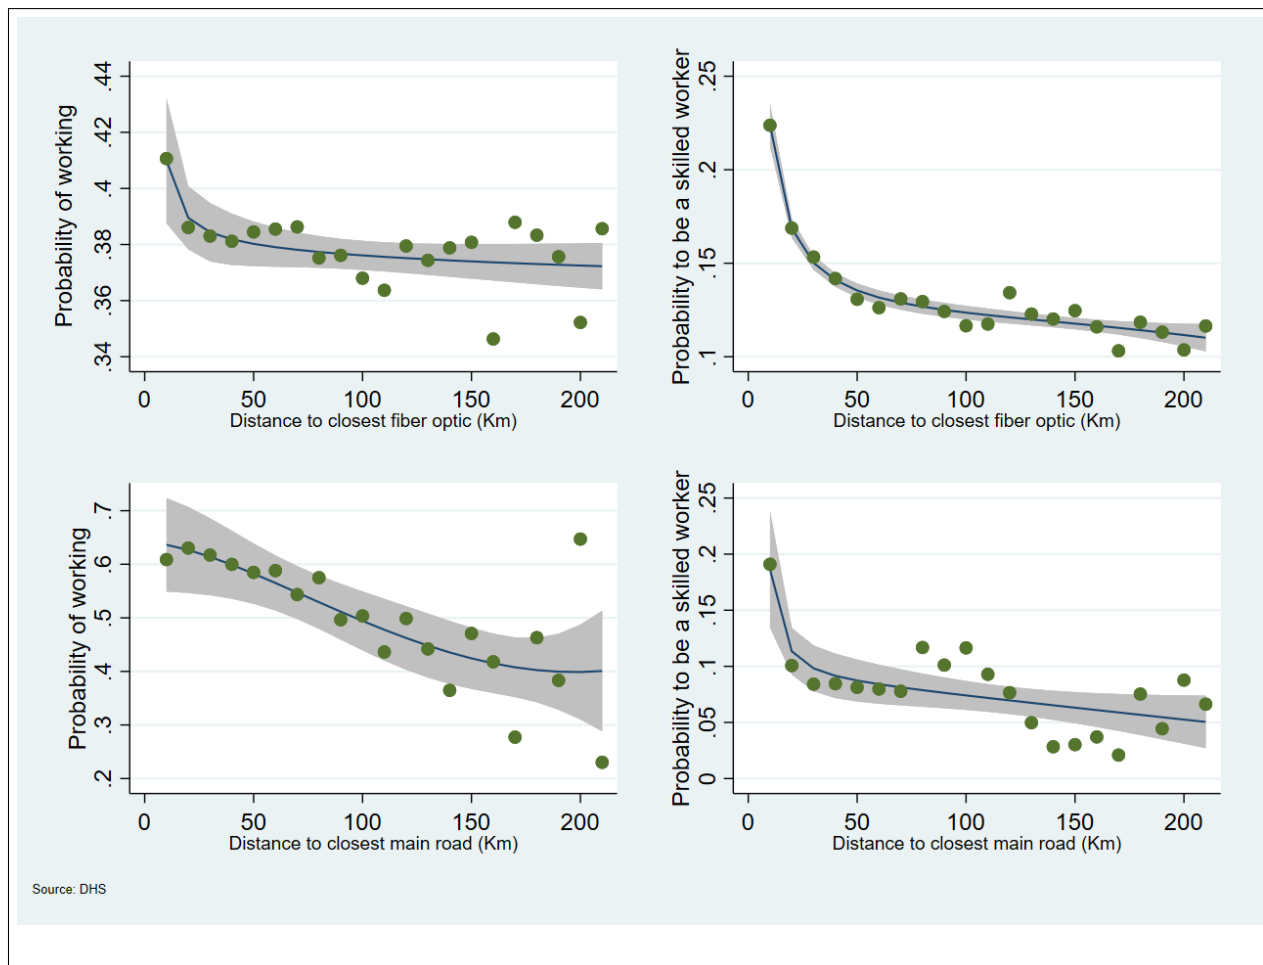 Probability of working
.44
.42
.4
.38
.36
.34
0 50 100 150 200
Distance to closest fiber optic (Km)
Probability to be a skilled worker
.25
.2
.15
.1
0 50 100 150 200
Distance to closest fiber optic (Km)
Probability of working
.7
.6
.5
.4
.3
.2
0 50 100 150 200
Distance to closest main road (Km)
Probability to be a skilled worker
.25
.2
.15
.1
.05
0
0 50 100 150 200
Distance to closest main road (Km)
Source: DHS